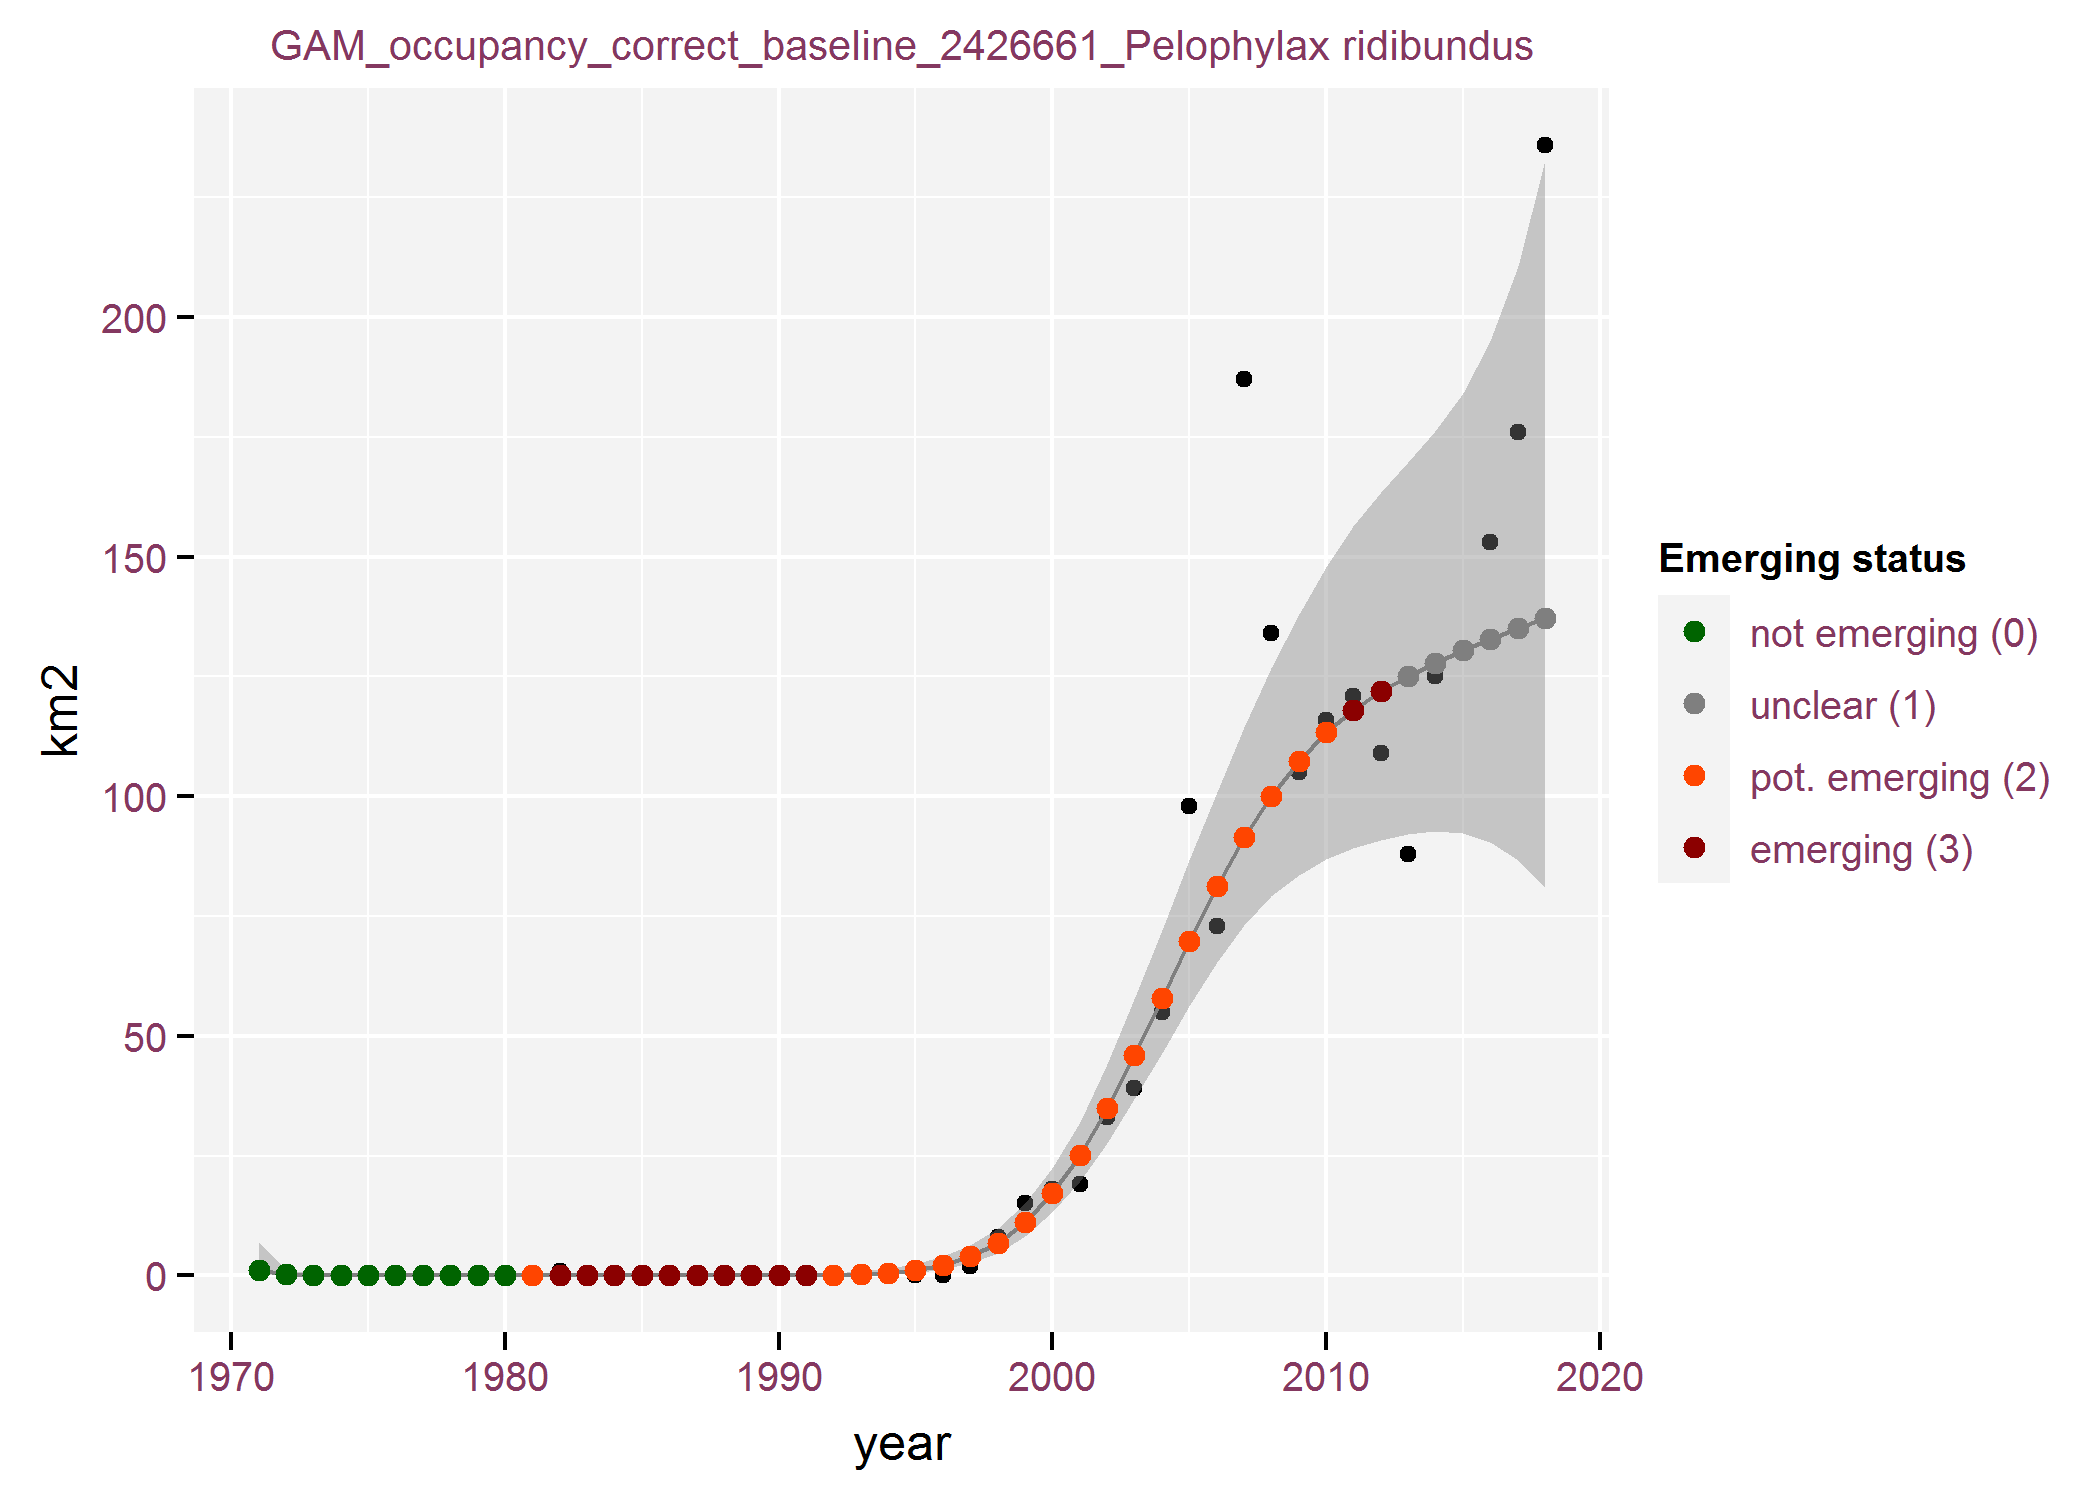 GAM_occupancy_correct_baseline_2426661_Pelophylax ridibundus
200
150
100
50
0
km2
1970 1980 1990 2000 2010 2020
year
Emerging status
not emerging (0)
unclear (1)
pot. emerging (2)
emerging (3)